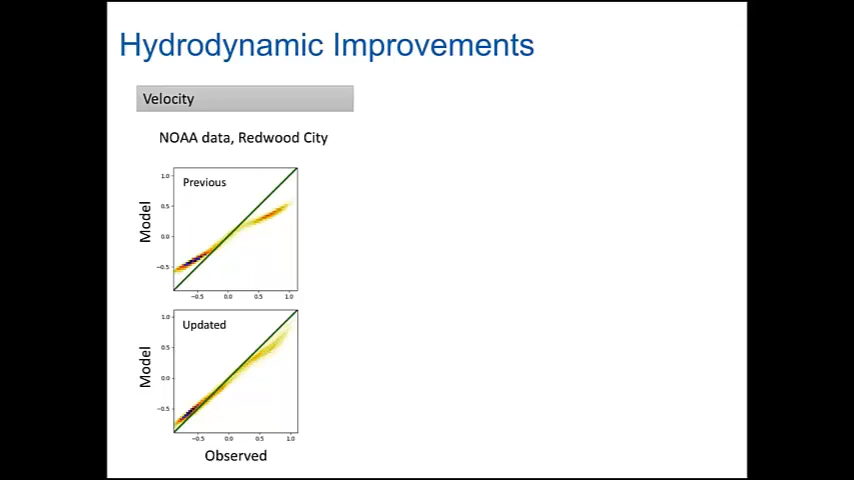 Hydrodynamic Improvements
Velocity
NOAA data, Redwood City
Previous
Model
1.0
0.5
0.0
−0.5
−0.5 0.0 0.5 1.0
Updated
Model
1.0
0.5
0.0
−0.5
−0.5 0.0 0.5 1.0
Observed